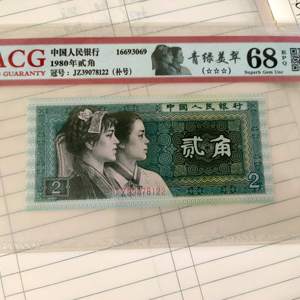 ACG
GUARANTY
中国人民银行 16693069
1980年贰角
冠号：JZ39078122（补号）
青绿美翠
(☆☆☆)
68 EPQ
Superb Gem Unc
中国人民银行
贰角
2 JZ39078122 2